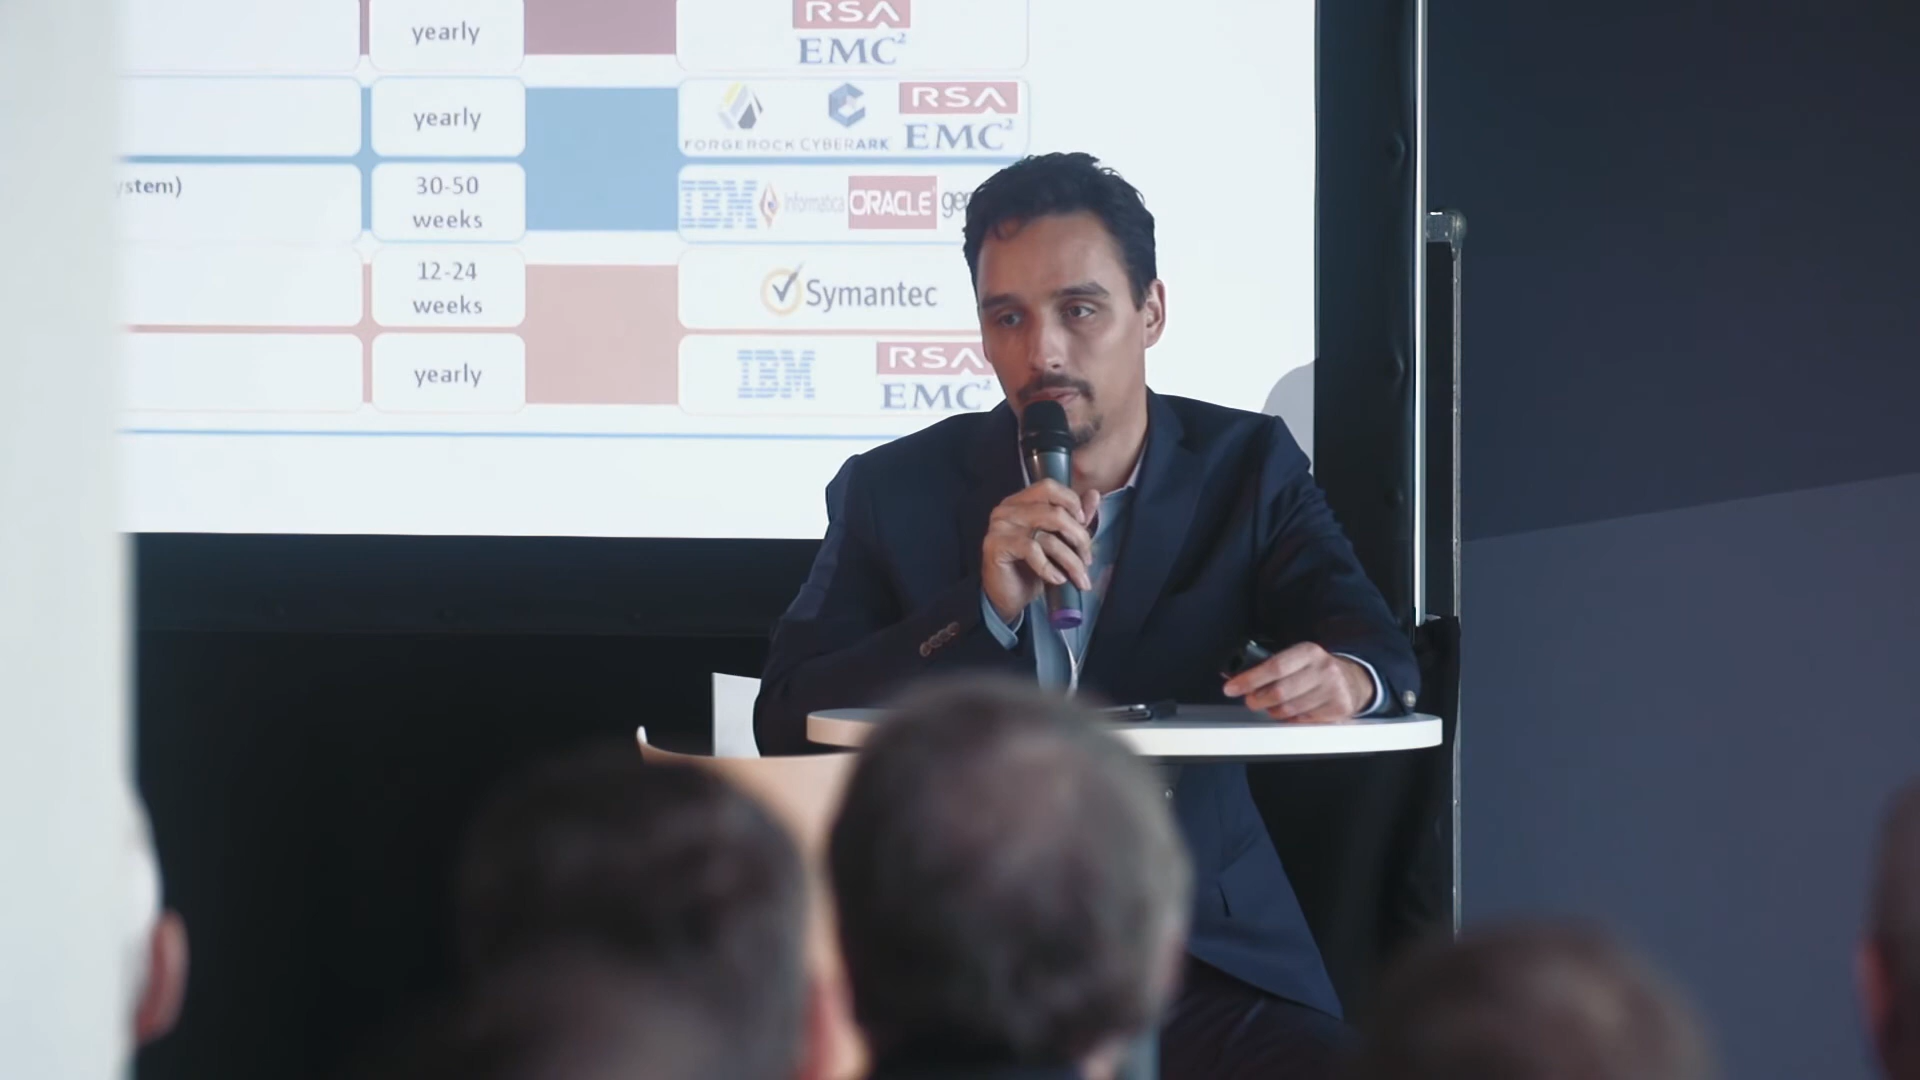 yearly
RSA
EMC²
yearly
FORGEROCK
CYBERARK
RSA
EMC²
ystem)
30-50
weeks
IBM
Informatica
ORACLE
gem
12-24
weeks
Symantec
yearly
IBM
RSA
EMC²